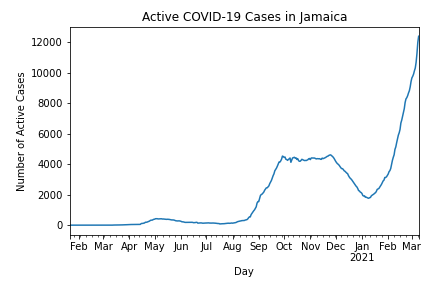 Active COVID-19 Cases in Jamaica
Number of Active Cases
12000
10000
8000
6000
4000
2000
0
Feb Mar Apr May Jun Jul Aug Sep Oct Nov Dec Jan Feb Mar
2021
Day